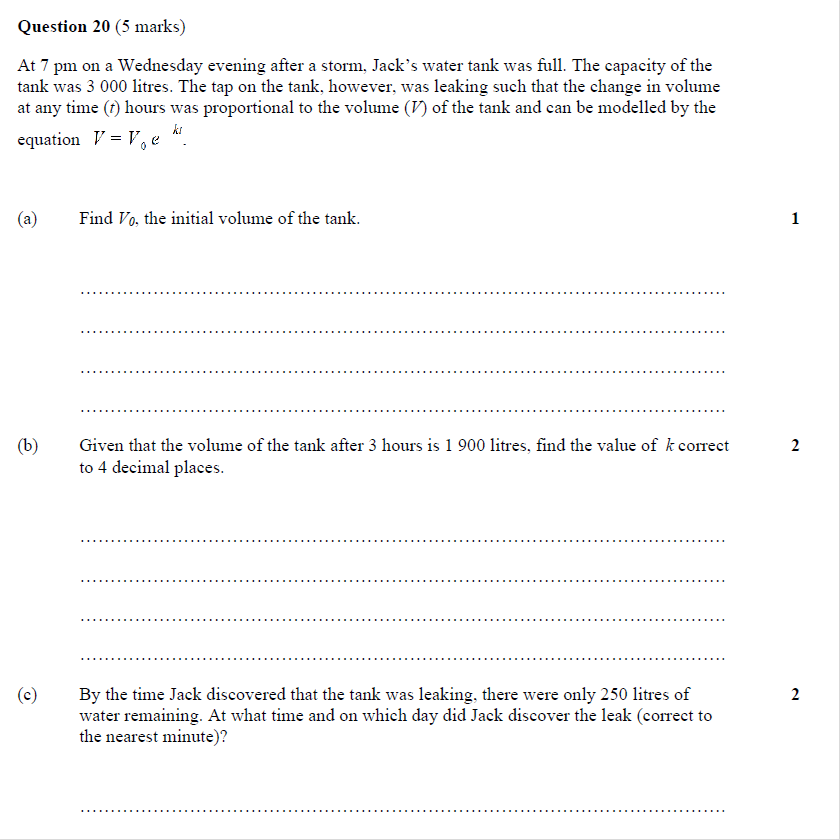 Question 20 (5 marks)
At 7 pm on a Wednesday evening after a storm, Jack’s water tank was full. The capacity of the
tank was 3 000 litres. The tap on the tank, however, was leaking such that the change in volume
at any time (t) hours was proportional to the volume (V) of the tank and can be modelled by the
equation V = V₀ e ᵏᵗ.
(a) Find V₀, the initial volume of the tank. 1
........................................................................................................
........................................................................................................
........................................................................................................
........................................................................................................
(b) Given that the volume of the tank after 3 hours is 1 900 litres, find the value of k correct 2
to 4 decimal places.
........................................................................................................
........................................................................................................
........................................................................................................
........................................................................................................
(c) By the time Jack discovered that the tank was leaking, there were only 250 litres of 2
water remaining. At what time and on which day did Jack discover the leak (correct to
the nearest minute)?
........................................................................................................